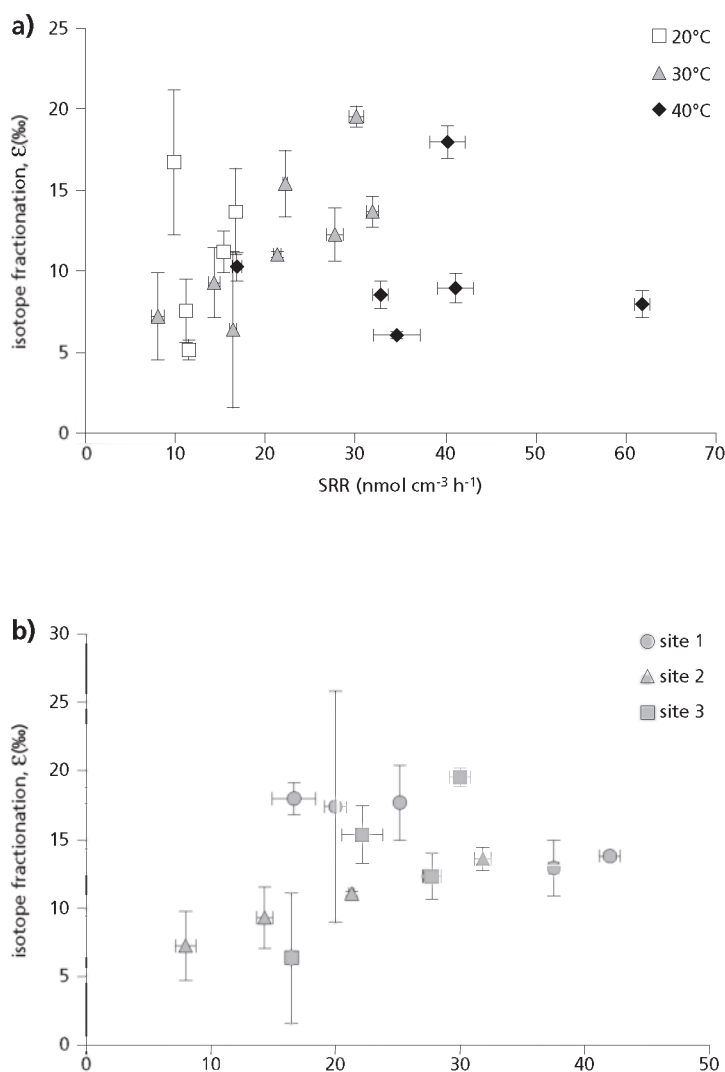 a)
25
20
15
10
5
0
isotope fractionation, Ɛ(‰)
20°C
30°C
40°C
0 10 20 30 40 50 60 70
SRR (nmol cm-3 h-1)
b)
30
25
20
15
10
5
0
isotope fractionation, Ɛ(‰)
site 1
site 2
site 3
0 10 20 30 40 50